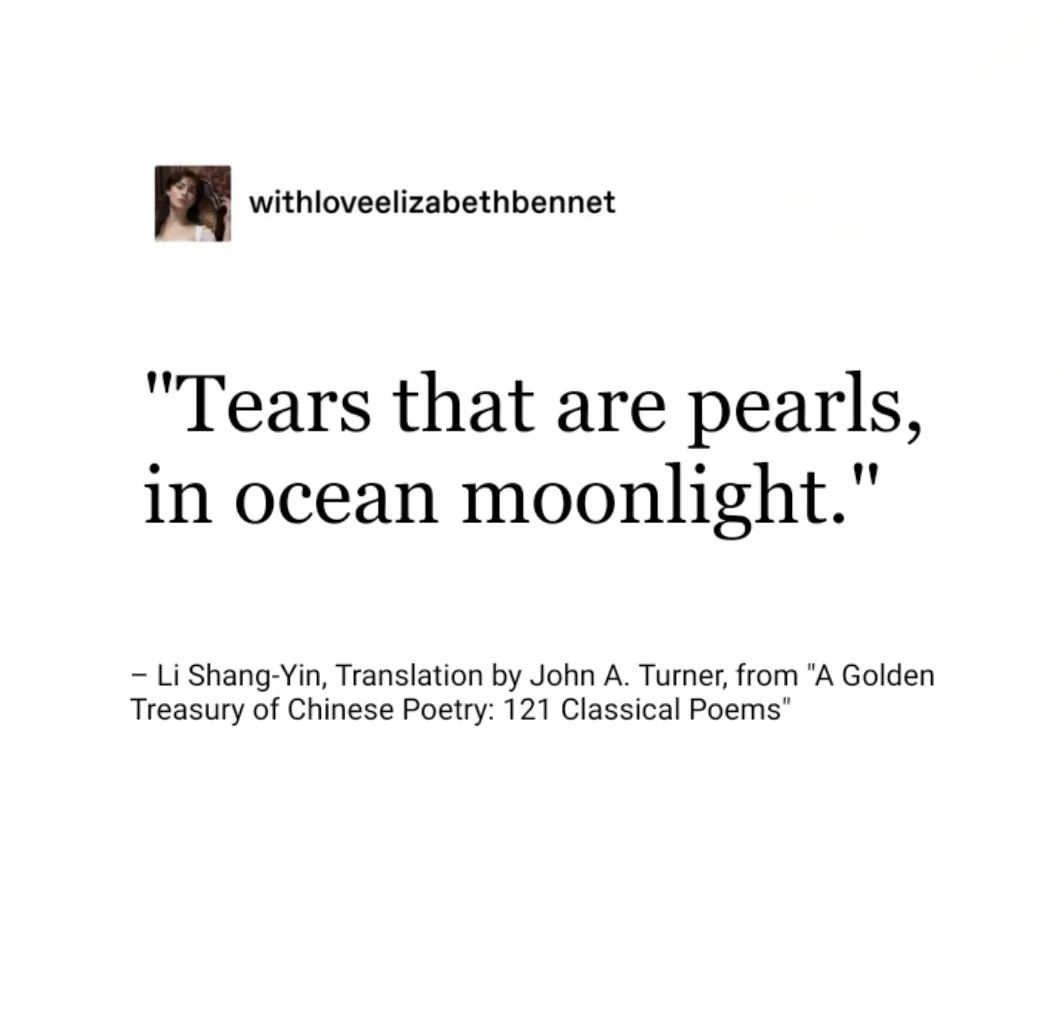 withloveelizabethbennet
"Tears that are pearls,
in ocean moonlight."
– Li Shang-Yin, Translation by John A. Turner, from "A Golden
Treasury of Chinese Poetry: 121 Classical Poems"